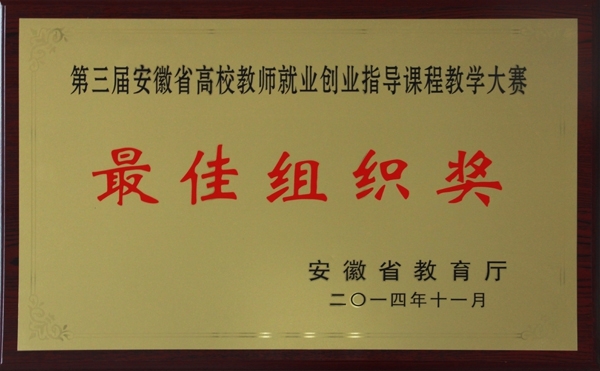 第三届安徽省高校教师就业创业指导课程教学大赛
最佳组织奖
安徽省教育厅
二〇一四年十一月